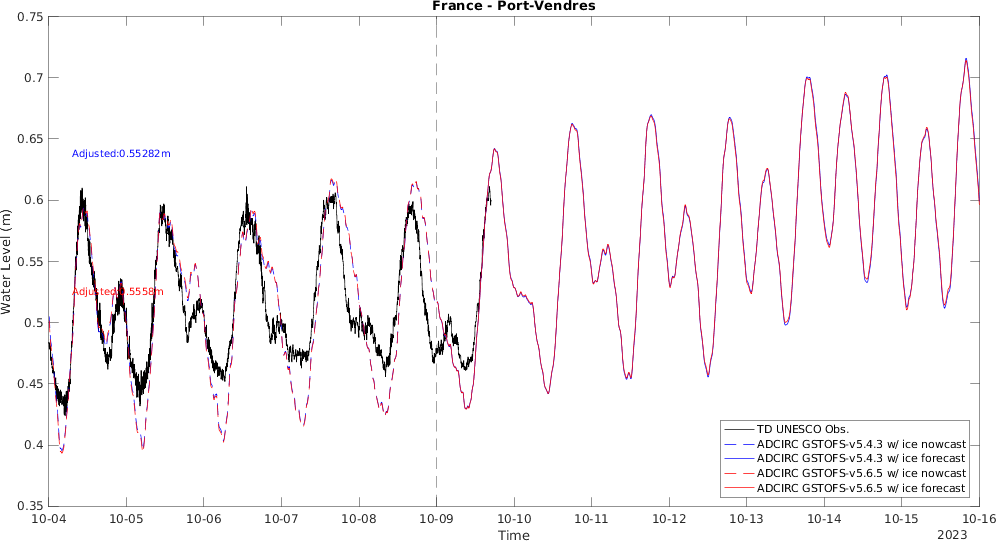 France - Port-Vendres
0.75
0.7
0.65
0.6
0.55
0.5
0.45
0.4
0.35
Water Level (m)
Adjusted:0.55282m
Adjusted:0.5558m
TD UNESCO Obs.
ADCIRC GSTOFS-v5.4.3 w/ ice nowcast
ADCIRC GSTOFS-v5.4.3 w/ ice forecast
ADCIRC GSTOFS-v5.6.5 w/ ice nowcast
ADCIRC GSTOFS-v5.6.5 w/ ice forecast
10-04 10-05 10-06 10-07 10-08 10-09 10-10 10-11 10-12 10-13 10-14 10-15 10-16
Time
2023